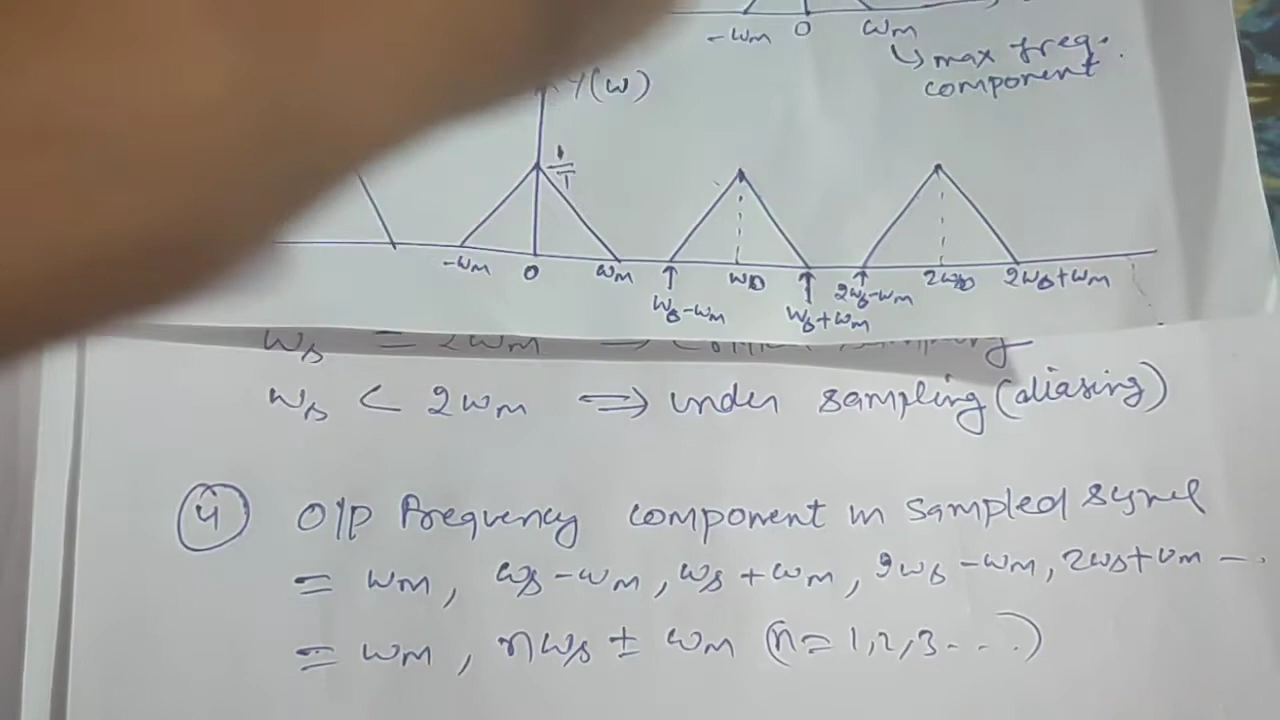 -ωM 0 ωM
↳ max freq.
component
Y(ω)
1/T
-ωM 0 ωM ωs 2ωs 2ωs+ωM
ωs-ωM ωs+ωM 2ωs-ωM
ωs = 2ωM ⇒
ωs < 2ωM ⇒ under sampling (aliasing)
4 O/P frequency component in sampled
= ωM, ωs-ωM, ωs+ωM, 2ωs-ωM, 2ωs+ωM --.
= ωM, nωs ± ωM (n=1,2,3---)